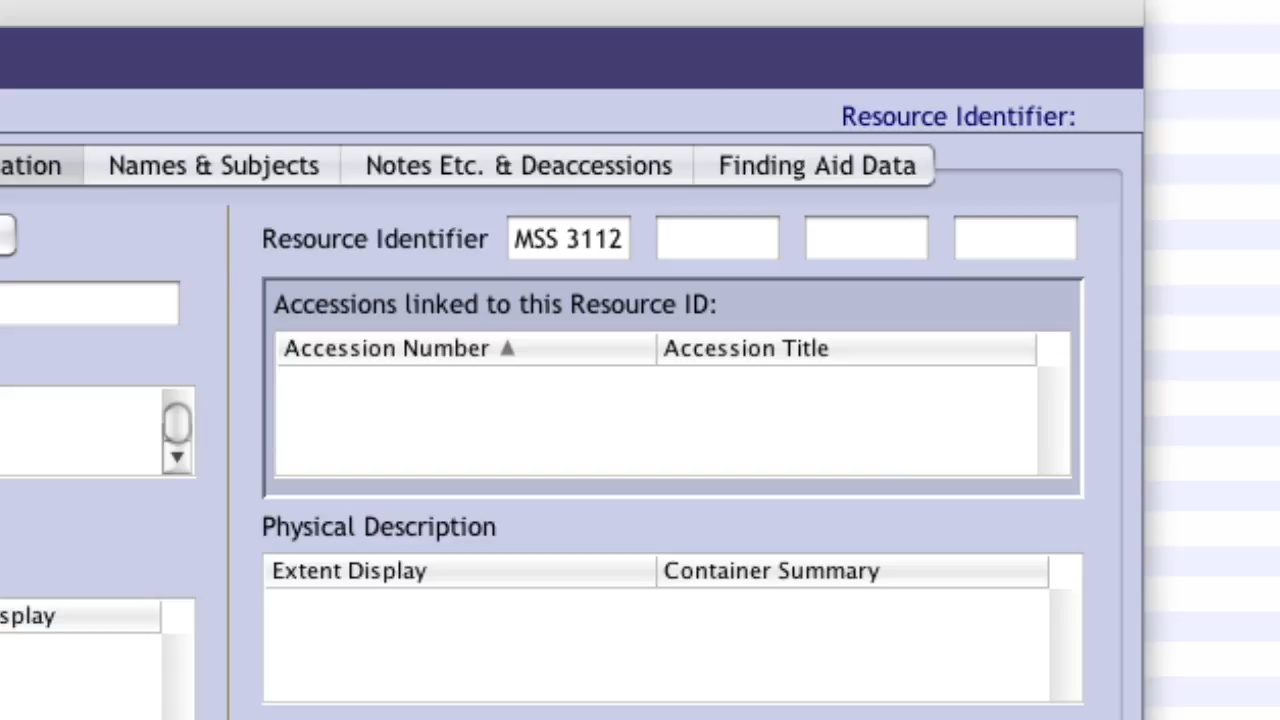 Resource Identifier:
ation Names & Subjects Notes Etc. & Deaccessions Finding Aid Data
Resource Identifier MSS 3112
Accessions linked to this Resource ID:
Accession Number Accession Title
Physical Description
Extent Display Container Summary
splay